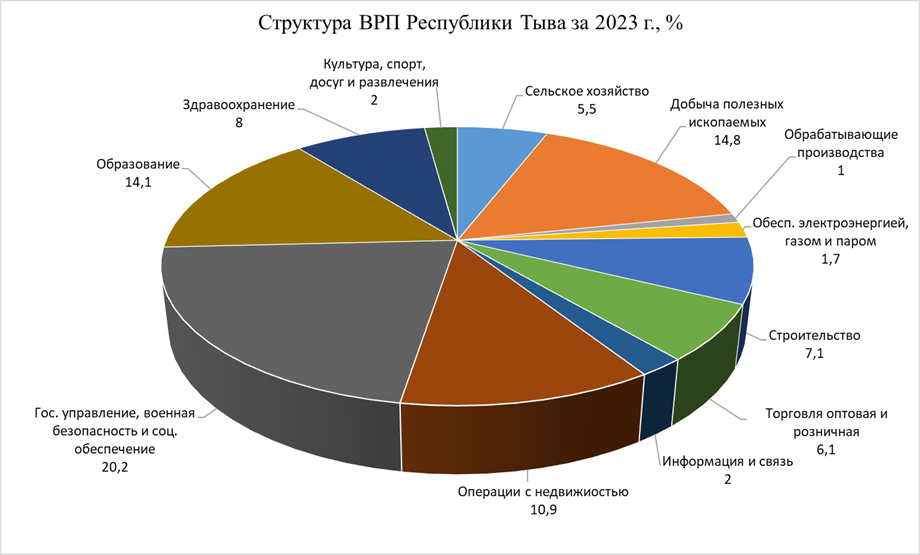 Структура ВРП Республики Тыва за 2023 г., %
Культура, спорт,
досуг и развлечения
2
Сельское хозяйство
5,5
Здравоохранение
8
Добыча полезных
ископаемых
14,8
Обрабатывающие
производства
1
Образование
14,1
Обесп. электроэнергией,
газом и паром
1,7
Строительство
7,1
Гос. управление, военная
безопасность и соц.
обеспечение
20,2
Торговля оптовая и
розничная
6,1
Информация и связь
2
Операции с недвижиостью
10,9